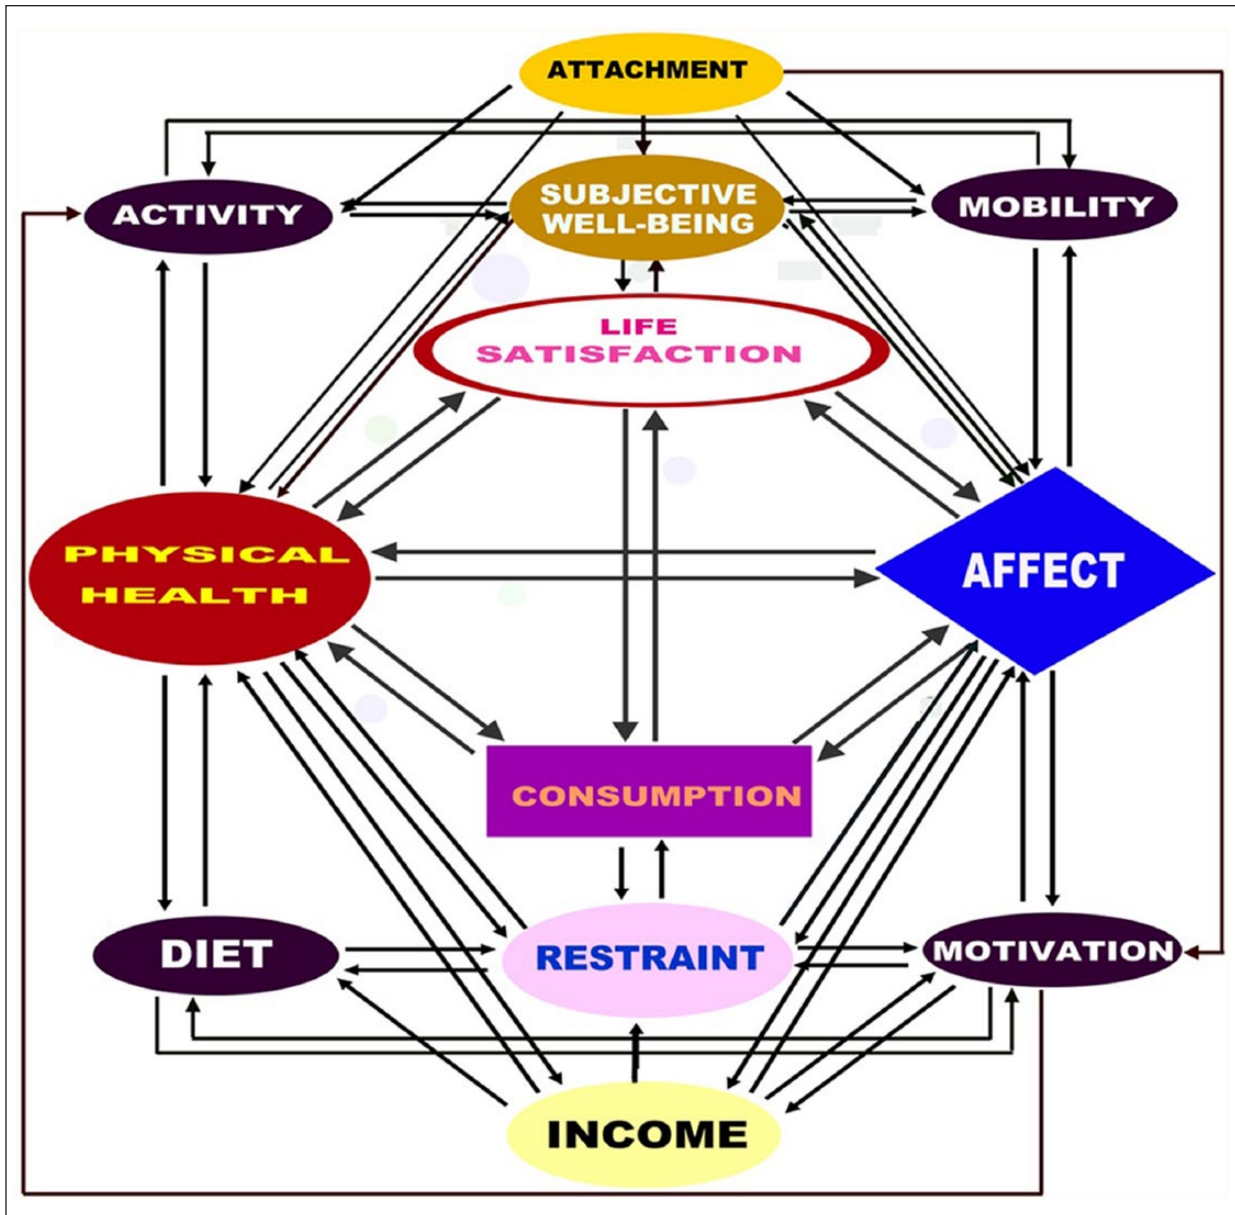 ATTACHMENT
ACTIVITY
SUBJECTIVE
WELL-BEING
MOBILITY
LIFE
SATISFACTION
PHYSICAL
HEALTH
AFFECT
CONSUMPTION
DIET
RESTRAINT
MOTIVATION
INCOME